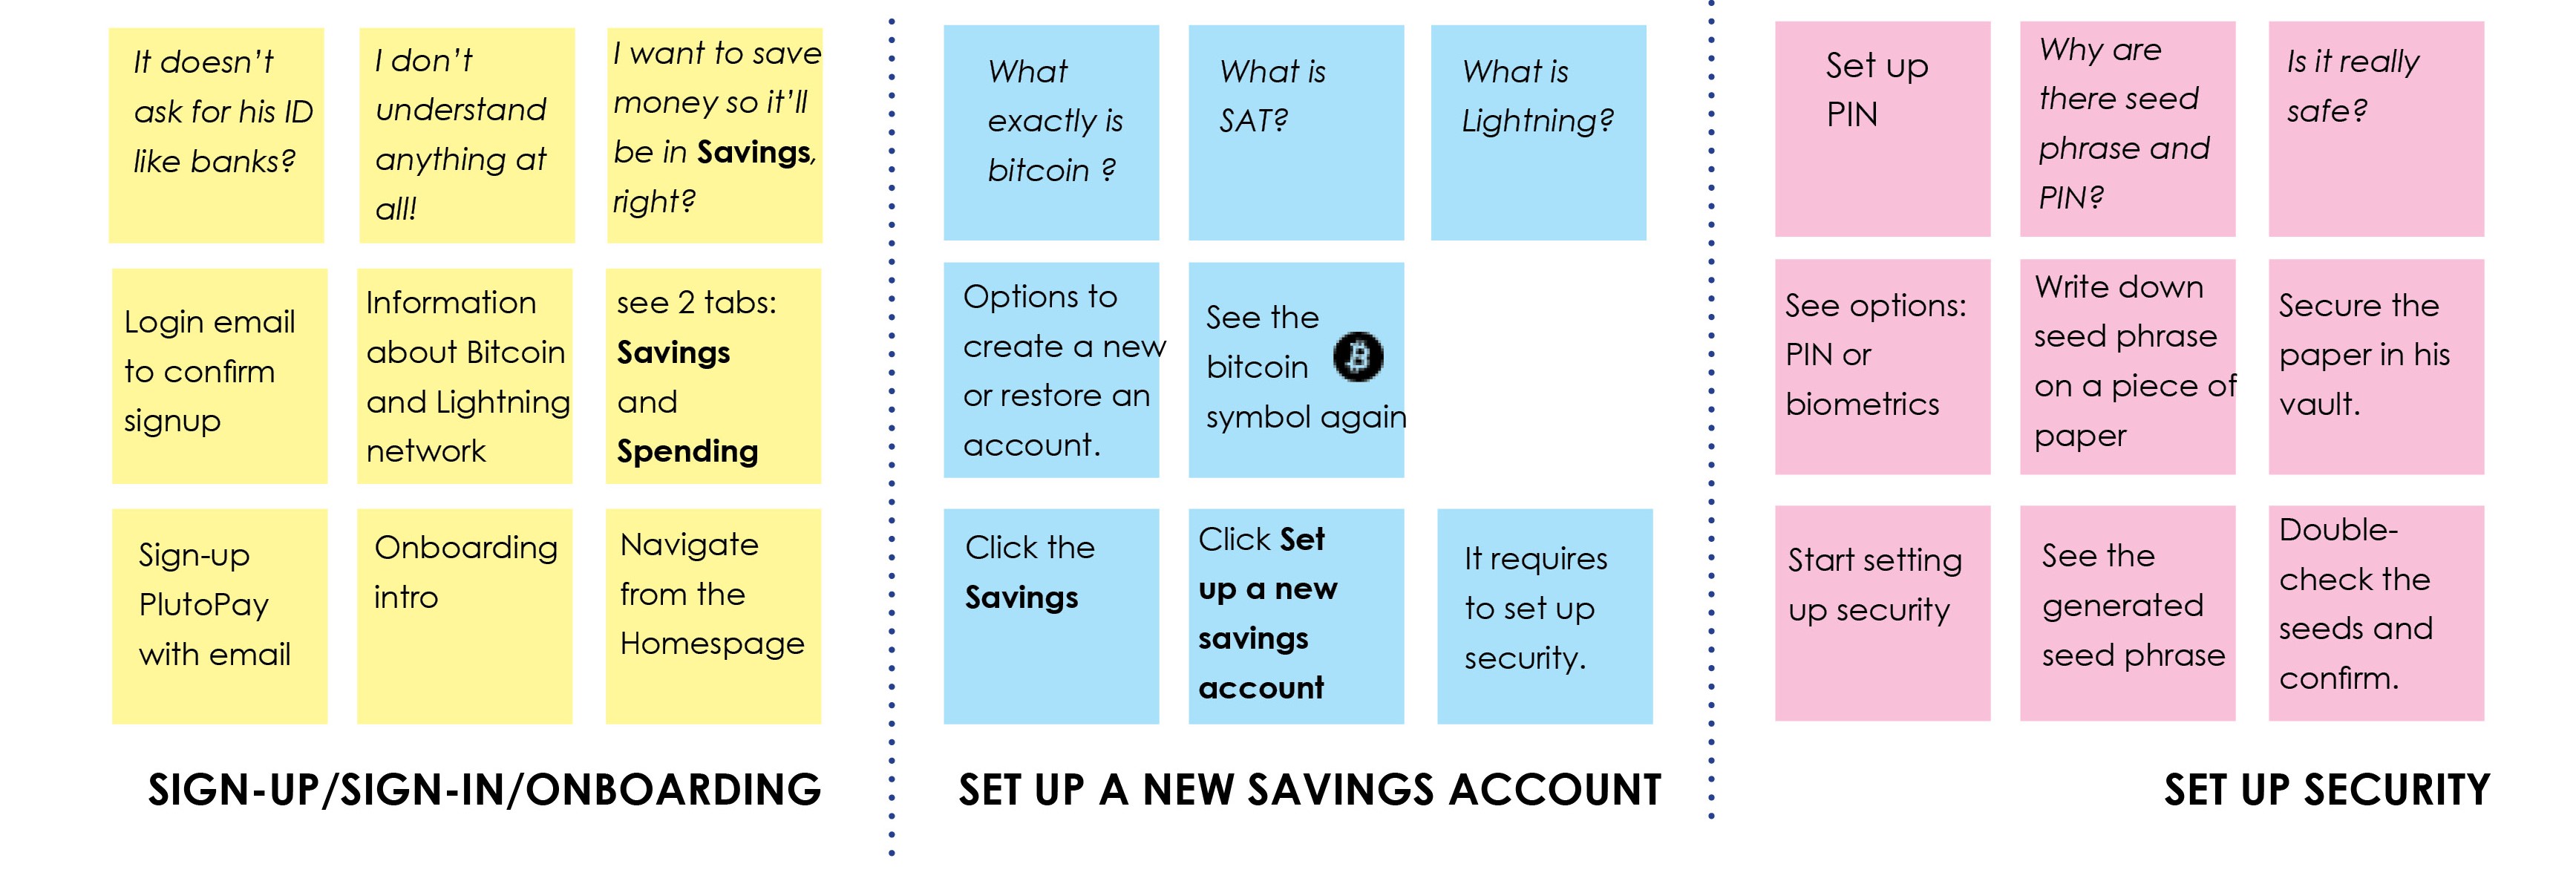 It doesn't
ask for his ID
like banks?
I don't
understand
anything at
all!
I want to save
money so it'll
be in Savings,
right?
Login email
to confirm
signup
Information
about Bitcoin
and Lightning
network
see 2 tabs:
Savings
and
Spending
Sign-up
PlutoPay
with email
Onboarding
intro
Navigate
from the
Homespage
SIGN-UP/SIGN-IN/ONBOARDING
What
exactly is
bitcoin ?
What is
SAT?
What is
Lightning?
Options to
create a new
or restore an
account.
See the
bitcoin
symbol again
Click the
Savings
Click Set
up a new
savings
account
It requires
to set up
security.
SET UP A NEW SAVINGS ACCOUNT
Set up
PIN
Why are
there seed
phrase and
PIN?
Is it really
safe?
See options:
PIN or
biometrics
Write down
seed phrase
on a piece of
paper
Secure the
paper in his
vault.
Start setting
up security
See the
generated
seed phrase
Double-
check the
seeds and
confirm.
SET UP SECURITY